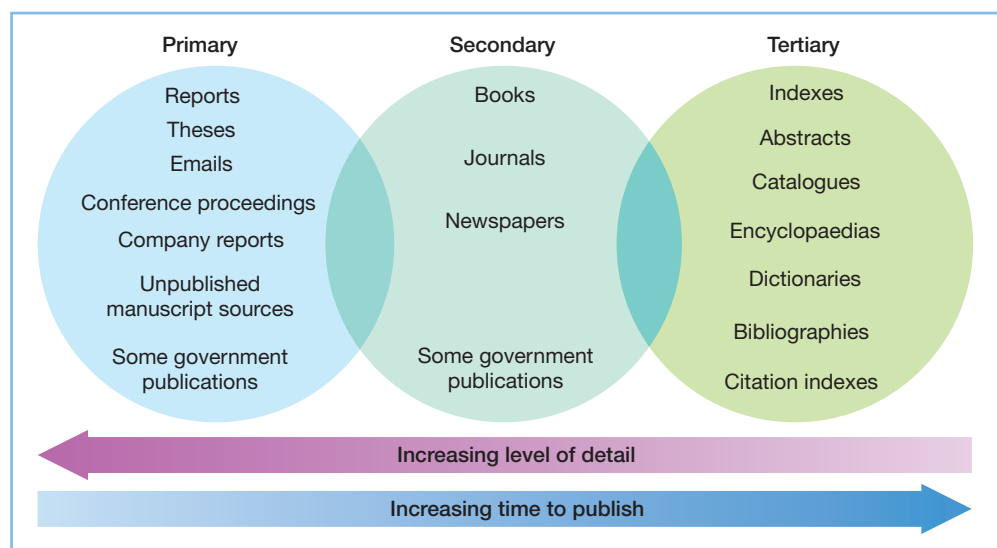 Primary
Secondary
Tertiary
Reports
Theses
Emails
Conference proceedings
Company reports
Unpublished
manuscript sources
Some government
publications
Books
Journals
Newspapers
Some government
publications
Indexes
Abstracts
Catalogues
Encyclopaedias
Dictionaries
Bibliographies
Citation indexes
Increasing level of detail
Increasing time to publish